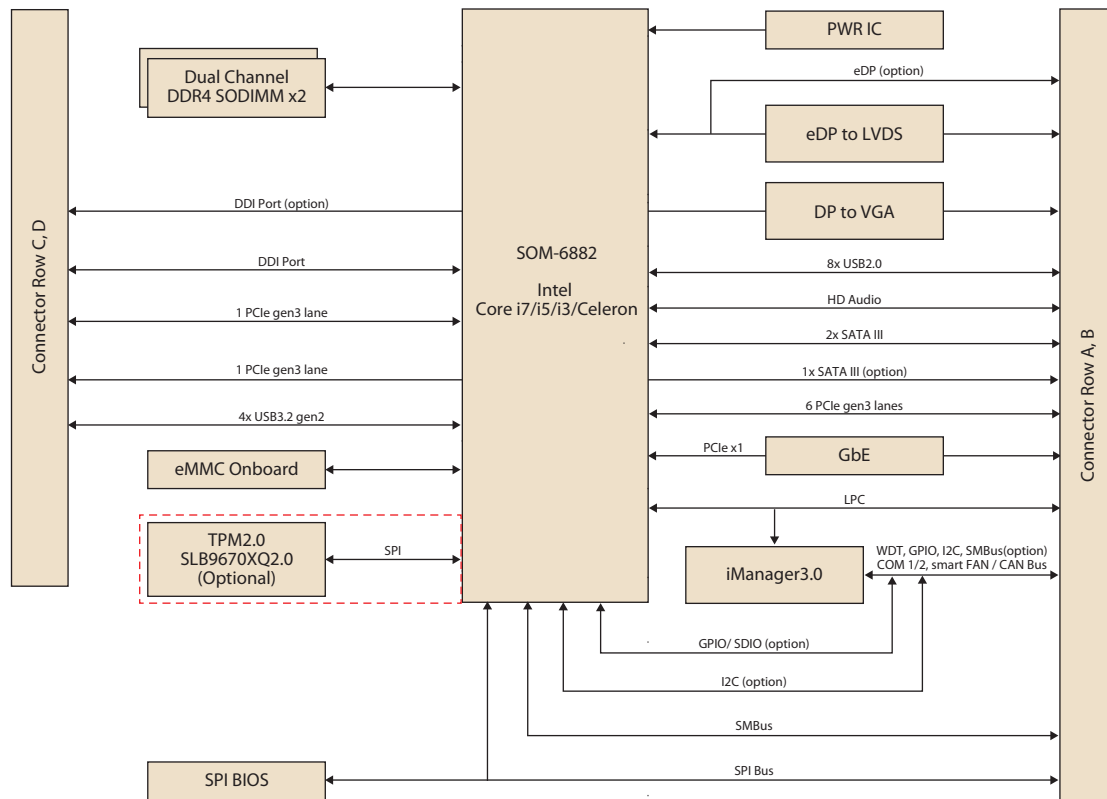 PWR IC
eDP (option)
Dual Channel
DDR4 SODIMM x2
eDP to LVDS
DP to VGA
DDI Port (option)
Connector Row C, D
SOM-6882
Intel
Core i7/i5/i3/Celeron
DDI Port
8x USB2.0
HD Audio
1 PCIe gen3 lane
2x SATA III
1 PCIe gen3 lane
1x SATA III (option)
Connector Row A, B
4x USB3.2 gen2
6 PCIe gen3 lanes
eMMC Onboard
PCIe x1
GbE
LPC
TPM2.0
SLB9670XQ2.0
(Optional)
SPI
iManager3.0
WDT, GPIO, I2C, SMBus(option)
COM 1/2, smart FAN / CAN Bus
GPIO/ SDIO (option)
I2C (option)
SMBus
SPI BIOS
SPI Bus